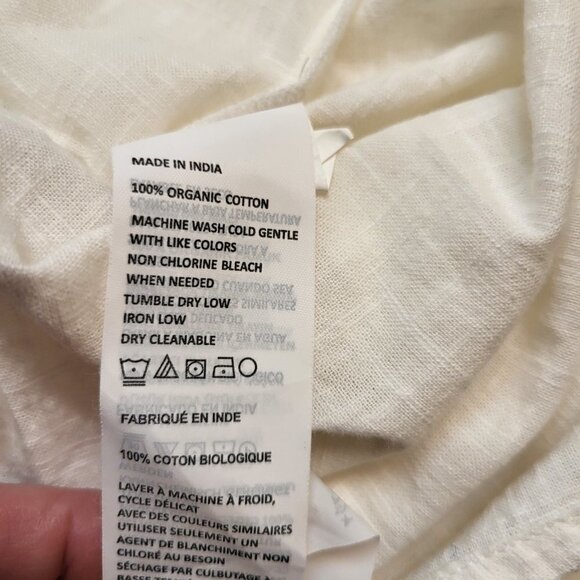 MADE IN INDIA
100% ORGANIC COTTON
MACHINE WASH COLD GENTLE
WITH LIKE COLORS
NON CHLORINE BLEACH
WHEN NEEDED
TUMBLE DRY LOW
IRON LOW
DRY CLEANABLE
FABRIQUÉ EN INDE
100% COTON BIOLOGIQUE
LAVER À MACHINE À FROID,
CYCLE DÉLICAT
AVEC DES COULEURS SIMILAIRES
UTILISER SEULEMENT UN
AGENT DE BLANCHIMENT NON
CHLORÉ AU BESOIN
SÉCHAGE PAR CULBUTAGE À
BASSE